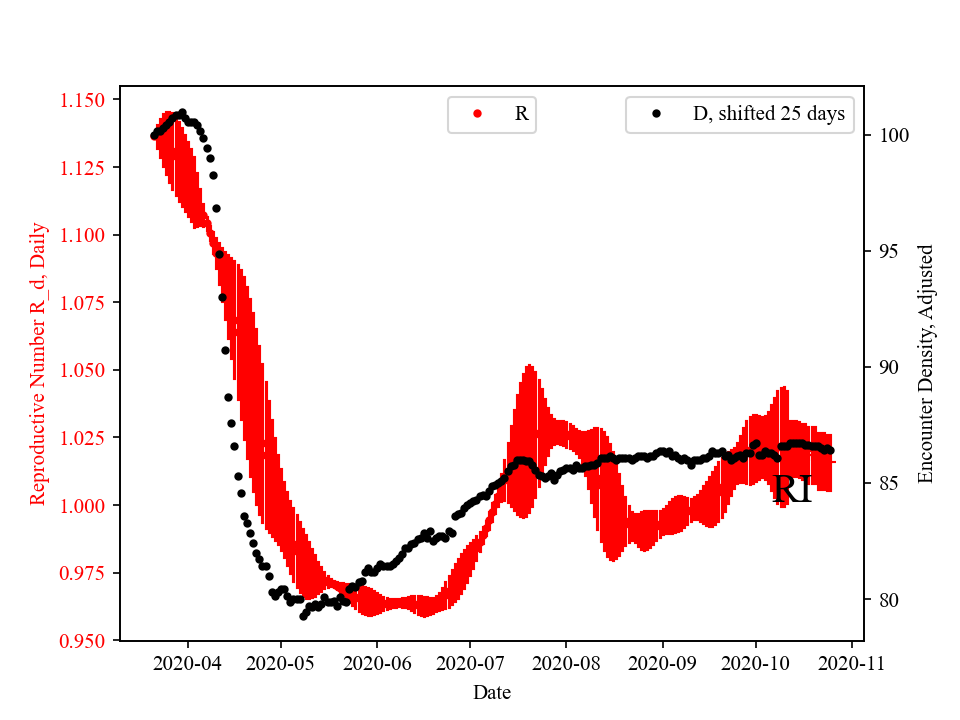 R
D, shifted 25 days
1.150
1.125
1.100
1.075
1.050
1.025
1.000
0.975
0.950
Reproductive Number R_d, Daily
100
95
90
85
80
Encounter Density, Adjusted
RI
2020-04 2020-05 2020-06 2020-07 2020-08 2020-09 2020-10 2020-11
Date